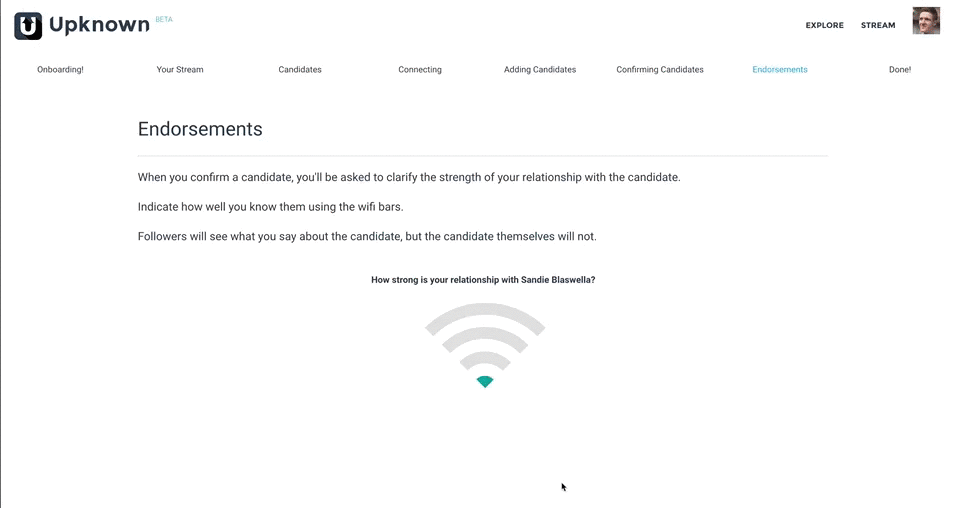 Upknown BETA
EXPLORE STREAM
Onboarding! Your Stream Candidates Connecting Adding Candidates Confirming Candidates Endorsements Done!
Endorsements
When you confirm a candidate, you'll be asked to clarify the strength of your relationship with the candidate.
Indicate how well you know them using the wifi bars.
Followers will see what you say about the candidate, but the candidate themselves will not.
How strong is your relationship with Sandie Blaswella?